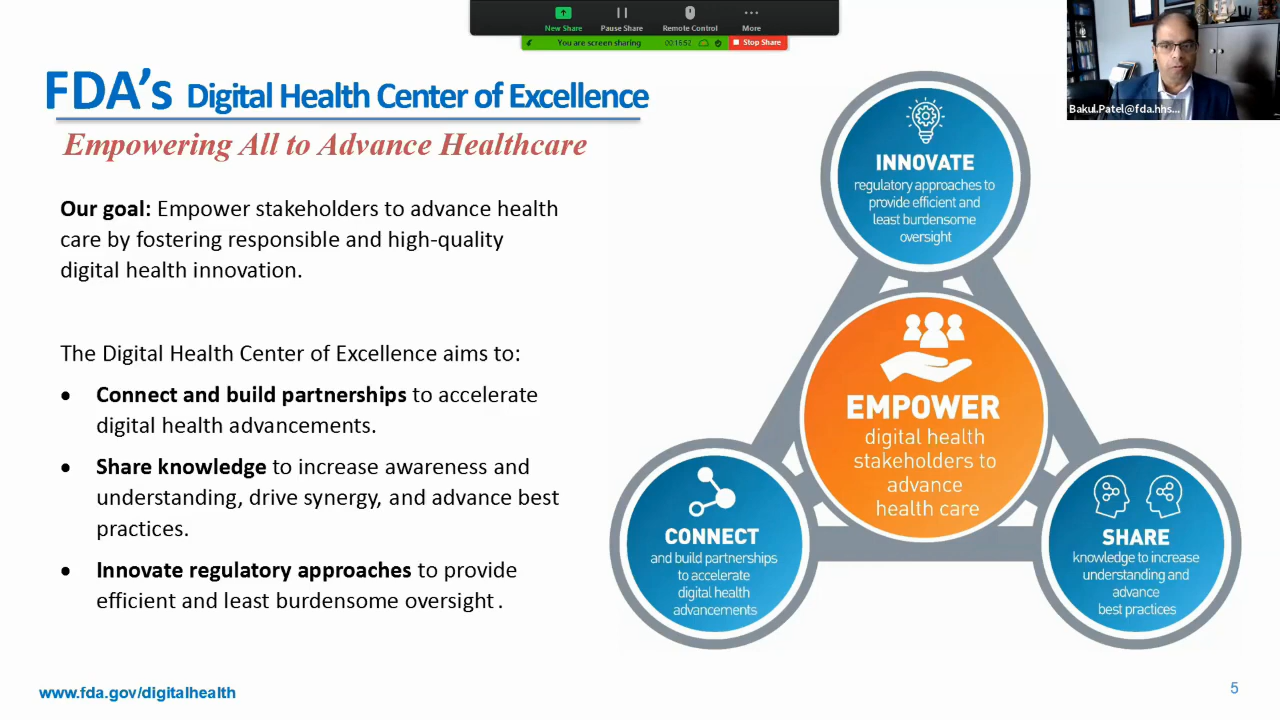 New Share
Pause Share
Remote Control
More
You are screen sharing
00:16:52
Stop Share
Bakul.Patel@fda.hhs...
FDA's Digital Health Center of Excellence
Empowering All to Advance Healthcare
Our goal: Empower stakeholders to advance health
care by fostering responsible and high-quality
digital health innovation.
The Digital Health Center of Excellence aims to:
• Connect and build partnerships to accelerate
digital health advancements.
• Share knowledge to increase awareness and
understanding, drive synergy, and advance best
practices.
• Innovate regulatory approaches to provide
efficient and least burdensome oversight.
INNOVATE
regulatory approaches to
provide efficient and
least burdensome
oversight
EMPOWER
digital health
stakeholders to
advance
health care
CONNECT
and build partnerships
to accelerate
digital health
advancements
SHARE
knowledge to increase
understanding and
advance
best practices
www.fda.gov/digitalhealth
5